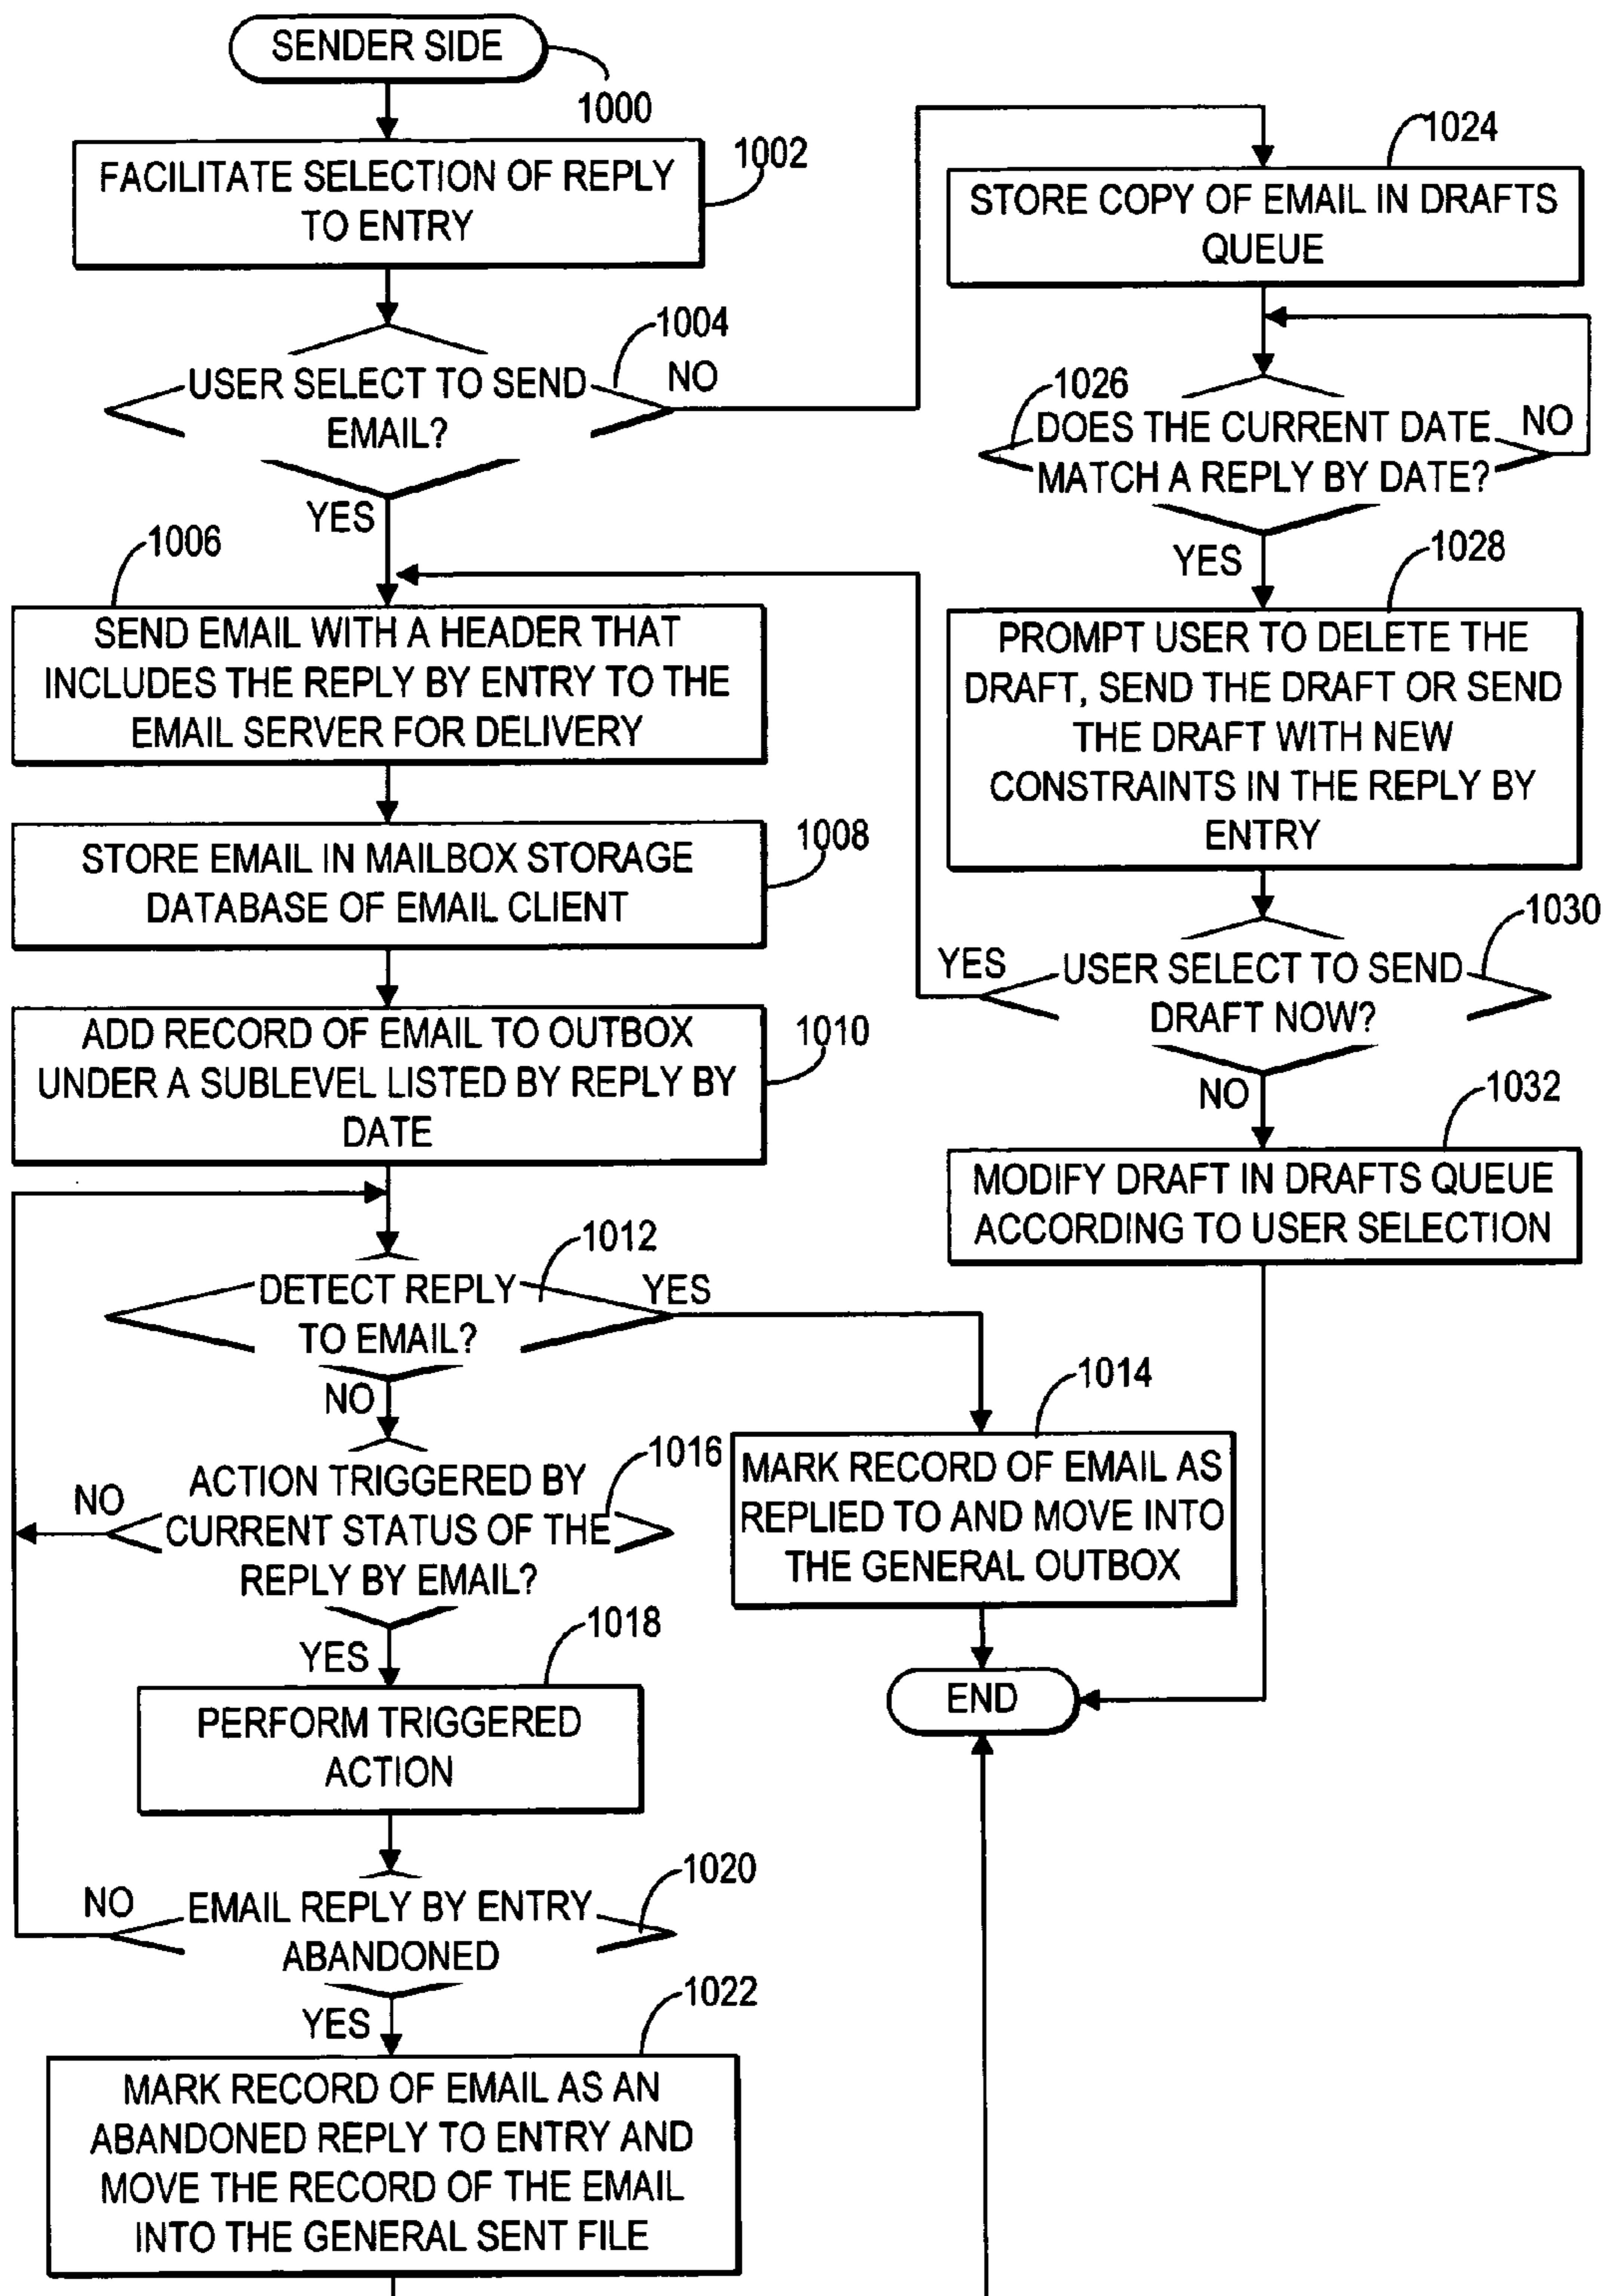 SENDER SIDE
1000
FACILITATE SELECTION OF REPLY
TO ENTRY
1002
USER SELECT TO SEND
EMAIL?
1004
NO
YES
1006
SEND EMAIL WITH A HEADER THAT
INCLUDES THE REPLY BY ENTRY TO THE
EMAIL SERVER FOR DELIVERY
STORE EMAIL IN MAILBOX STORAGE
DATABASE OF EMAIL CLIENT
1008
ADD RECORD OF EMAIL TO OUTBOX
UNDER A SUBLEVEL LISTED BY REPLY BY
DATE
1010
1012
DETECT REPLY
TO EMAIL?
YES
NO
1014
MARK RECORD OF EMAIL AS
REPLIED TO AND MOVE INTO
THE GENERAL OUTBOX
1016
ACTION TRIGGERED BY
CURRENT STATUS OF THE
REPLY BY EMAIL?
NO
YES
1018
PERFORM TRIGGERED
ACTION
1020
EMAIL REPLY BY ENTRY
ABANDONED
NO
YES
1022
MARK RECORD OF EMAIL AS AN
ABANDONED REPLY TO ENTRY AND
MOVE THE RECORD OF THE EMAIL
INTO THE GENERAL SENT FILE
1024
STORE COPY OF EMAIL IN DRAFTS
QUEUE
1026
DOES THE CURRENT DATE
MATCH A REPLY BY DATE?
NO
YES
1028
PROMPT USER TO DELETE THE
DRAFT, SEND THE DRAFT OR SEND
THE DRAFT WITH NEW
CONSTRAINTS IN THE REPLY BY
ENTRY
1030
USER SELECT TO SEND
DRAFT NOW?
YES
NO
1032
MODIFY DRAFT IN DRAFTS QUEUE
ACCORDING TO USER SELECTION
END